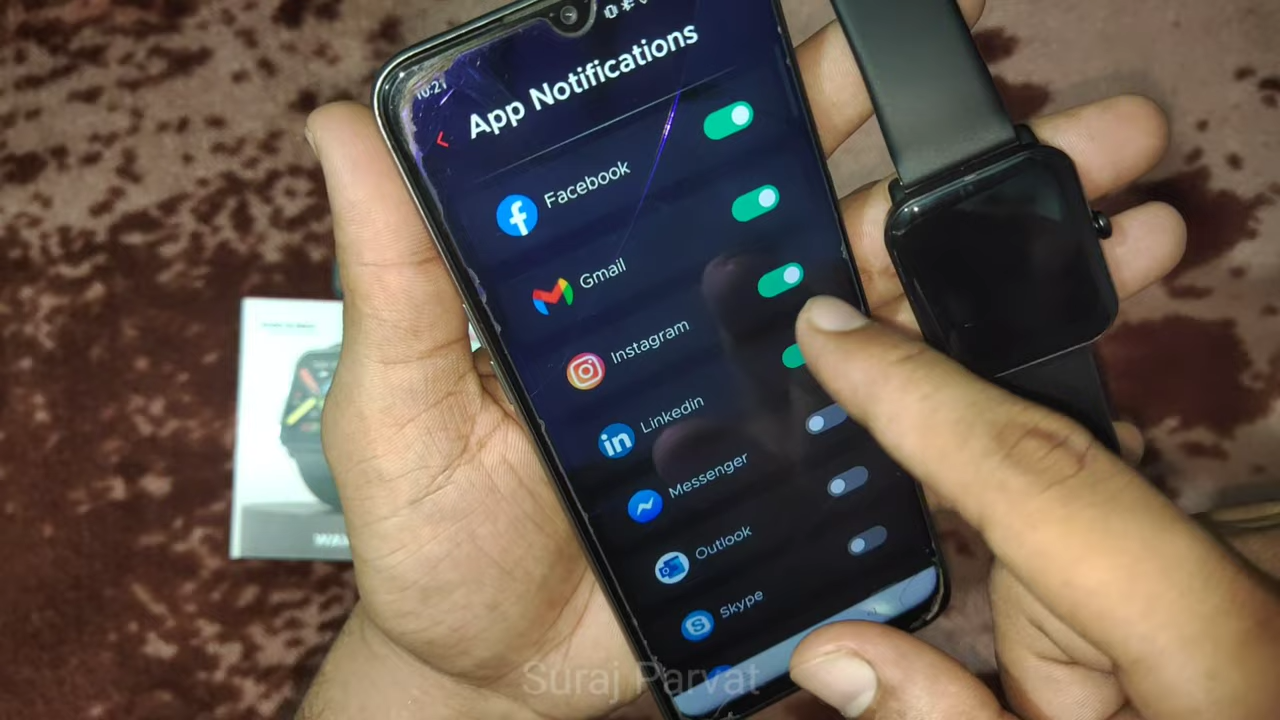 10:21
App Notifications
Facebook
Gmail
Instagram
Linkedin
Messenger
Outlook
Skype
Suraj Parvat